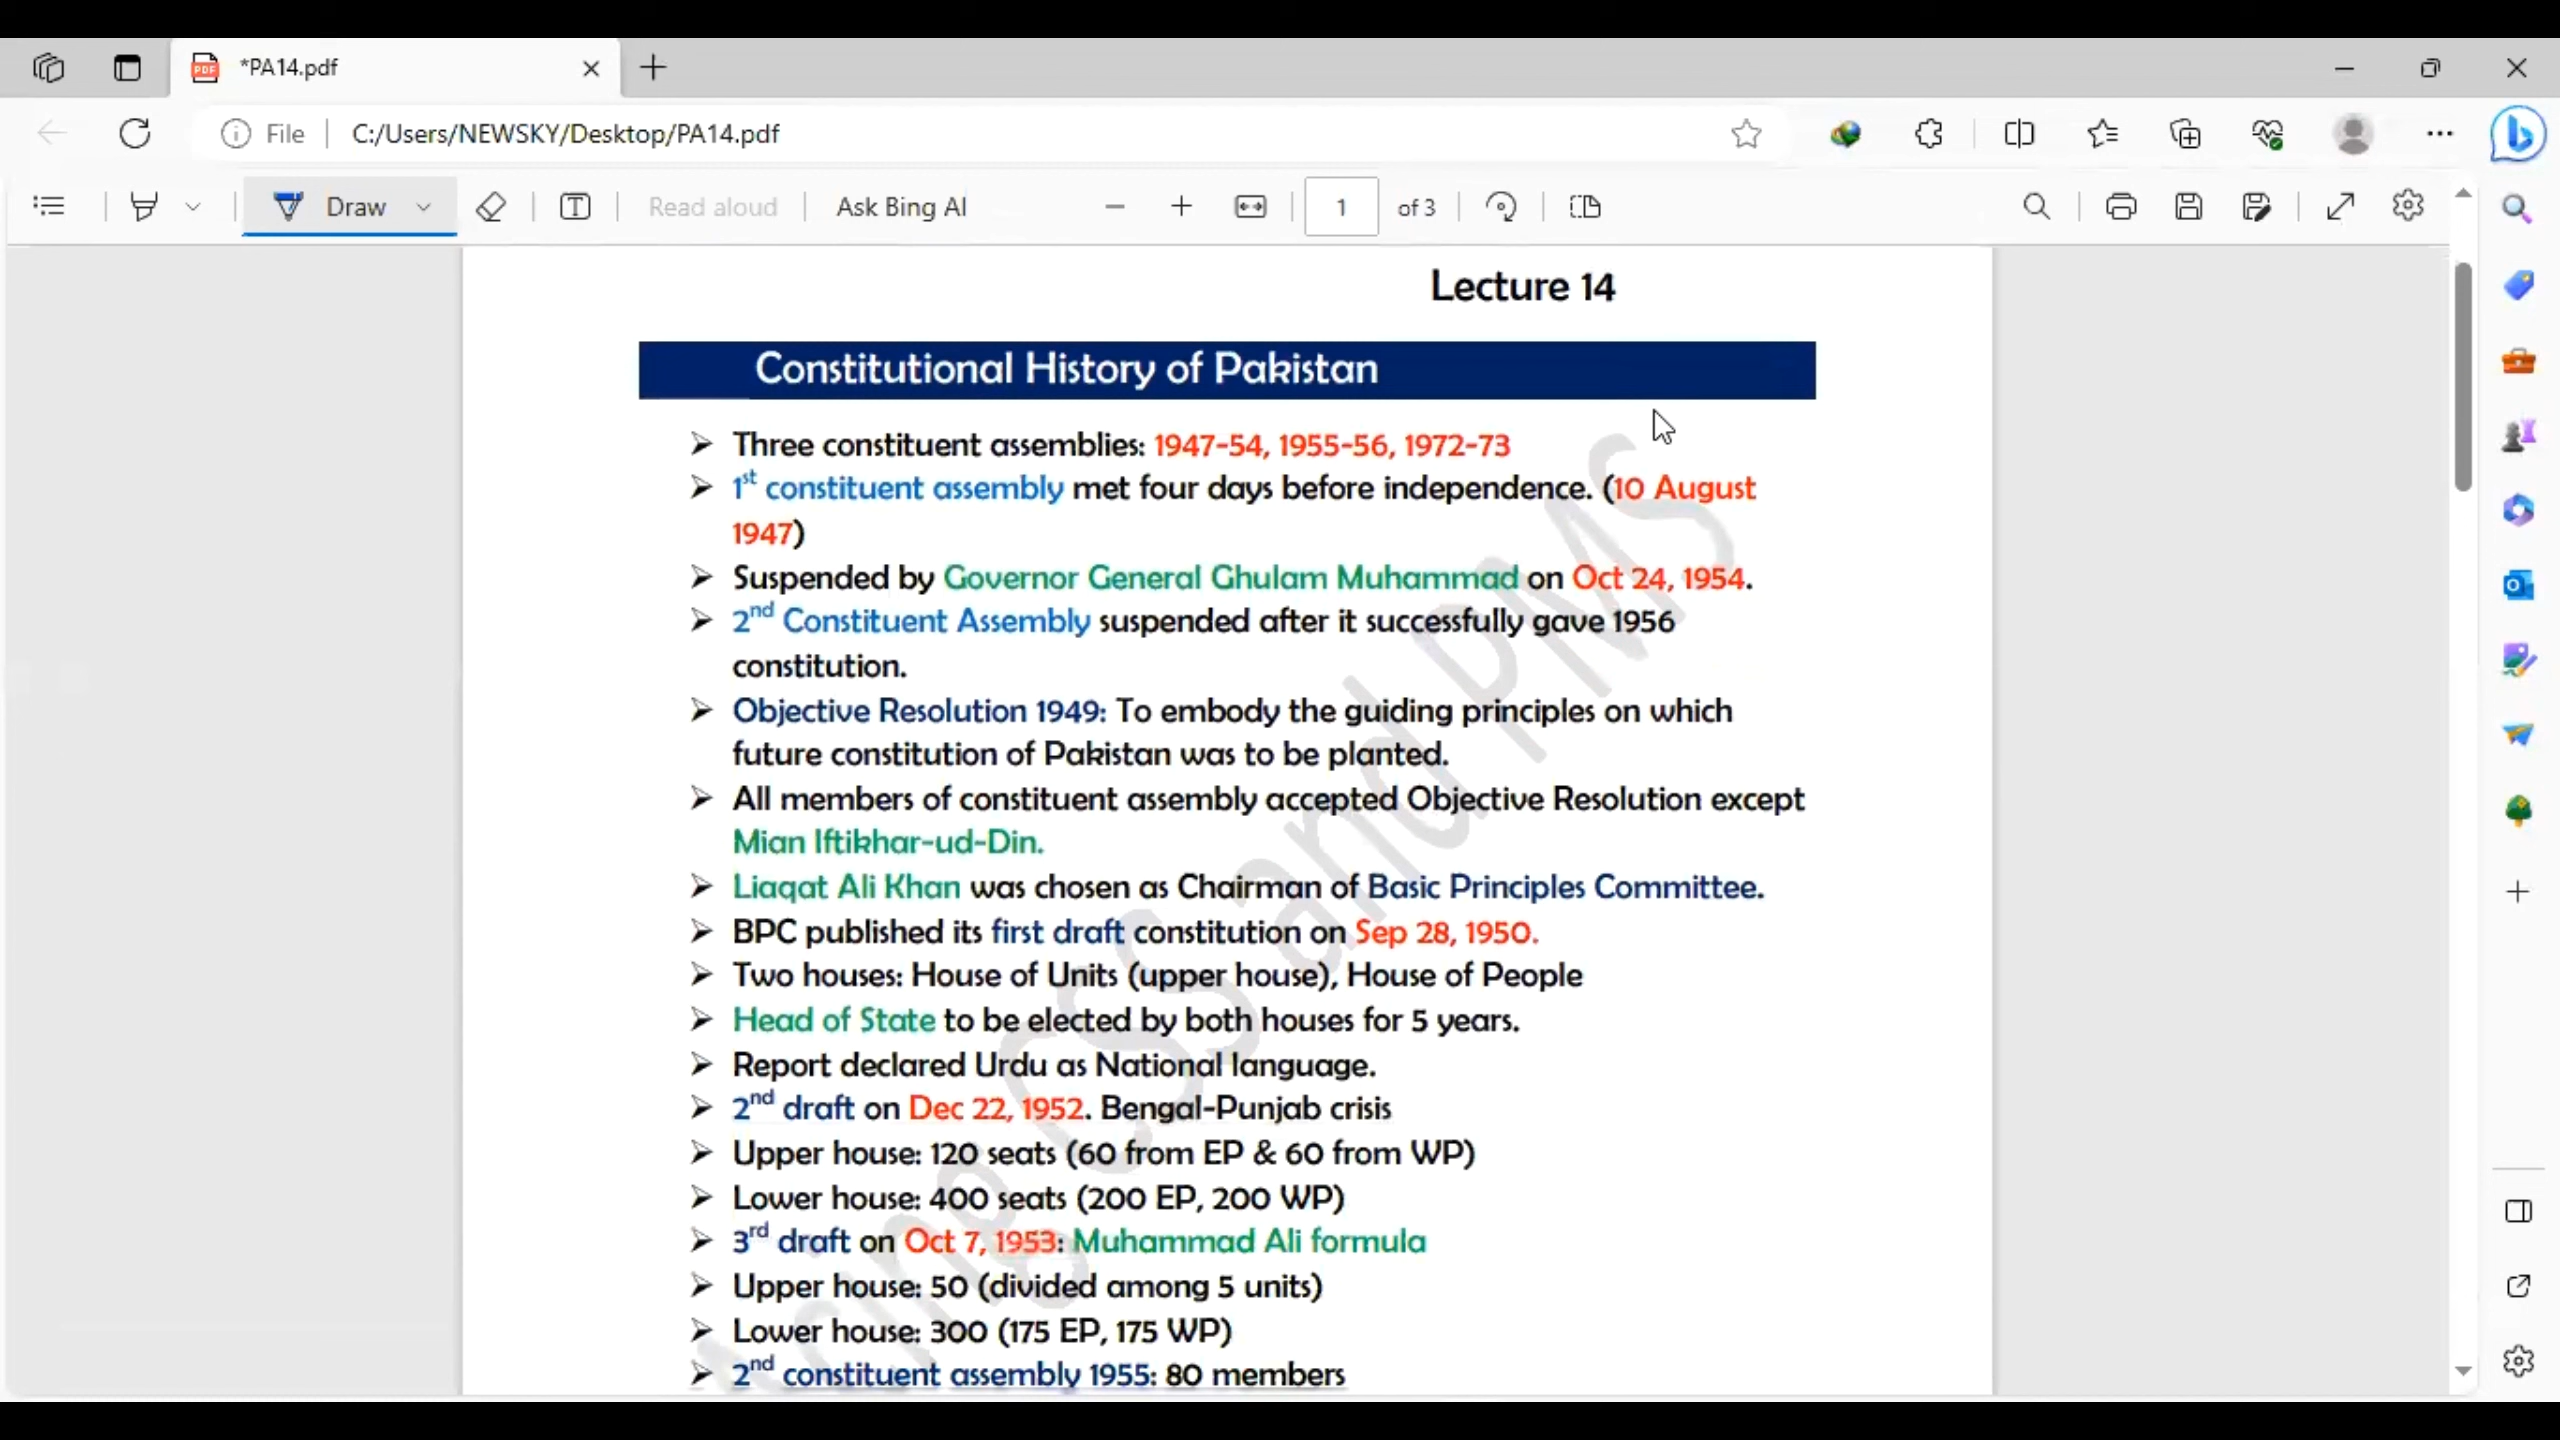 *PA14.pdf
File
C:/Users/NEWSKY/Desktop/PA14.pdf
Draw
Read aloud
Ask Bing AI
1 of 3
Lecture 14
Constitutional History of Pakistan
➤ Three constituent assemblies: 1947-54, 1955-56, 1972-73
➤ 1st constituent assembly met four days before independence. (10 August
1947)
➤ Suspended by Governor General Ghulam Muhammad on Oct 24, 1954.
➤ 2nd Constituent Assembly suspended after it successfully gave 1956
constitution.
➤ Objective Resolution 1949: To embody the guiding principles on which
future constitution of Pakistan was to be planted.
➤ All members of constituent assembly accepted Objective Resolution except
Mian Iftikhar-ud-Din.
➤ Liaqat Ali Khan was chosen as Chairman of Basic Principles Committee.
➤ BPC published its first draft constitution on Sep 28, 1950.
➤ Two houses: House of Units (upper house), House of People
➤ Head of State to be elected by both houses for 5 years.
➤ Report declared Urdu as National language.
➤ 2nd draft on Dec 22, 1952. Bengal-Punjab crisis
➤ Upper house: 120 seats (60 from EP & 60 from WP)
➤ Lower house: 400 seats (200 EP, 200 WP)
➤ 3rd draft on Oct 7, 1953: Muhammad Ali formula
➤ Upper house: 50 (divided among 5 units)
➤ Lower house: 300 (175 EP, 175 WP)
➤ 2nd constituent assembly 1955: 80 members
CSS and PMS